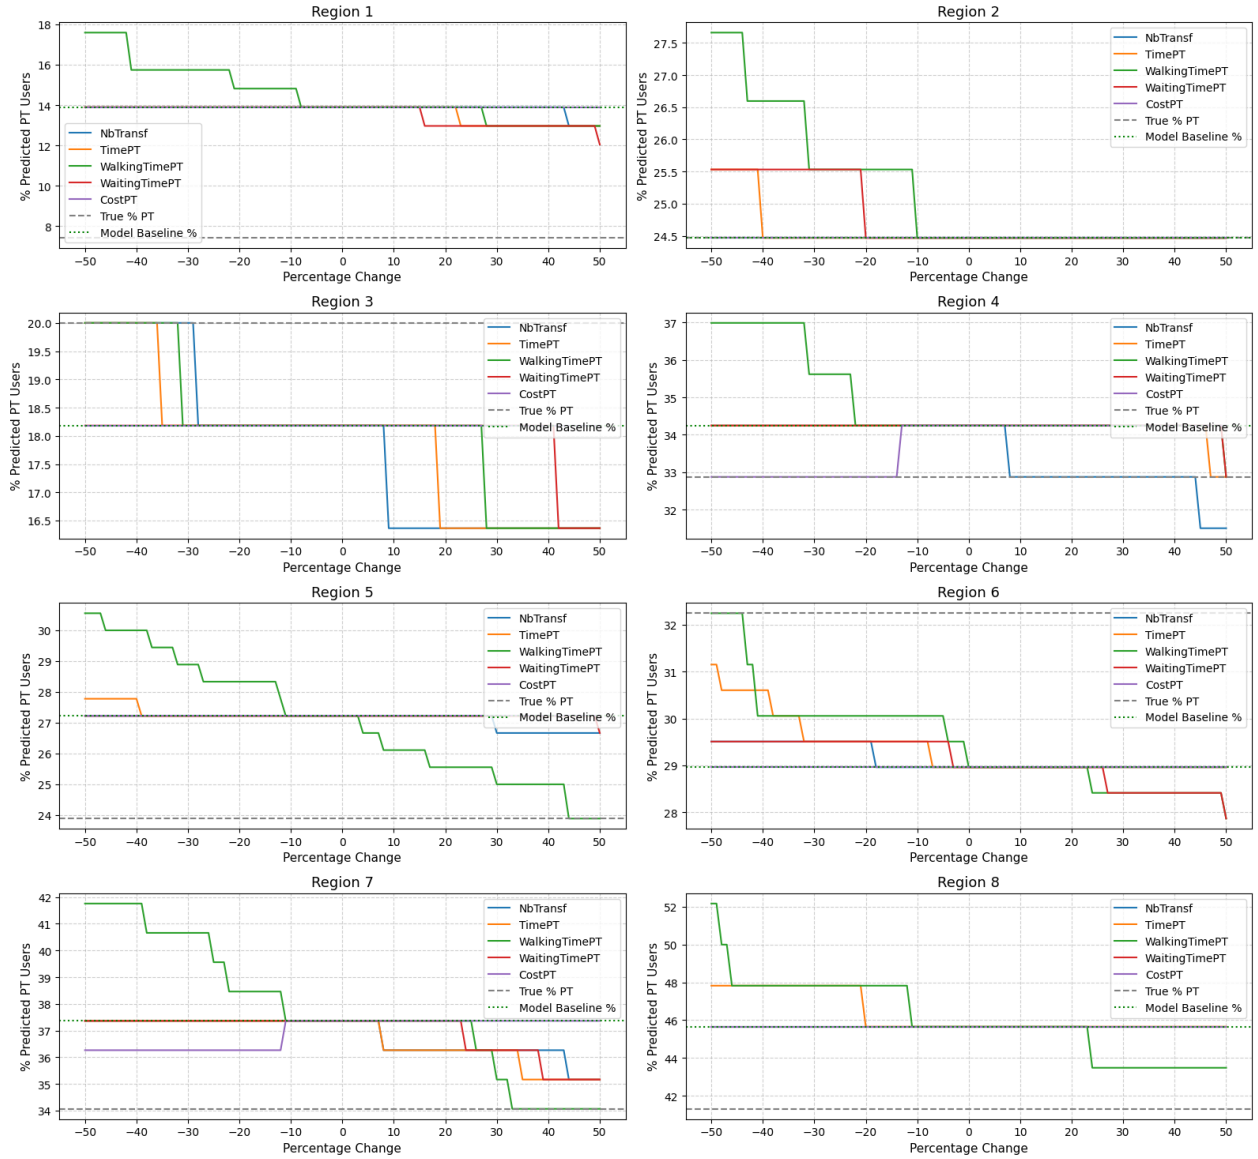 Region 1
% Predicted PT Users
18
16
14
12
10
8
NbTransf
TimePT
WalkingTimePT
WaitingTimePT
CostPT
True % PT
Model Baseline %
−50 −40 −30 −20 −10 0 10 20 30 40 50
Percentage Change
Region 2
% Predicted PT Users
27.5
27.0
26.5
26.0
25.5
25.0
24.5
NbTransf
TimePT
WalkingTimePT
WaitingTimePT
CostPT
True % PT
Model Baseline %
−50 −40 −30 −20 −10 0 10 20 30 40 50
Percentage Change
Region 3
% Predicted PT Users
20.0
19.5
19.0
18.5
18.0
17.5
17.0
16.5
NbTransf
TimePT
WalkingTimePT
WaitingTimePT
CostPT
True % PT
Model Baseline %
−50 −40 −30 −20 −10 0 10 20 30 40 50
Percentage Change
Region 4
% Predicted PT Users
37
36
35
34
33
32
NbTransf
TimePT
WalkingTimePT
WaitingTimePT
CostPT
True % PT
Model Baseline %
−50 −40 −30 −20 −10 0 10 20 30 40 50
Percentage Change
Region 5
% Predicted PT Users
30
29
28
27
26
25
24
NbTransf
TimePT
WalkingTimePT
WaitingTimePT
CostPT
True % PT
Model Baseline %
−50 −40 −30 −20 −10 0 10 20 30 40 50
Percentage Change
Region 6
% Predicted PT Users
32
31
30
29
28
NbTransf
TimePT
WalkingTimePT
WaitingTimePT
CostPT
True % PT
Model Baseline %
−50 −40 −30 −20 −10 0 10 20 30 40 50
Percentage Change
Region 7
% Predicted PT Users
42
41
40
39
38
37
36
35
34
NbTransf
TimePT
WalkingTimePT
WaitingTimePT
CostPT
True % PT
Model Baseline %
−50 −40 −30 −20 −10 0 10 20 30 40 50
Percentage Change
Region 8
% Predicted PT Users
52
50
48
46
44
42
NbTransf
TimePT
WalkingTimePT
WaitingTimePT
CostPT
True % PT
Model Baseline %
−50 −40 −30 −20 −10 0 10 20 30 40 50
Percentage Change